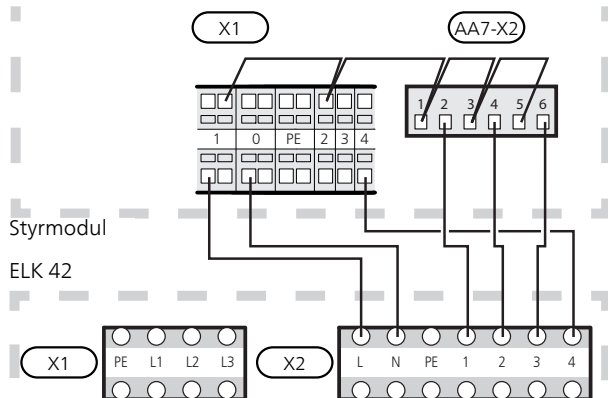 X1 AA7-X2
1 2 3 4 5 6
1 0 PE 2 3 4
Styrmodul
ELK 42
X1 PE L1 L2 L3 X2 L N PE 1 2 3 4